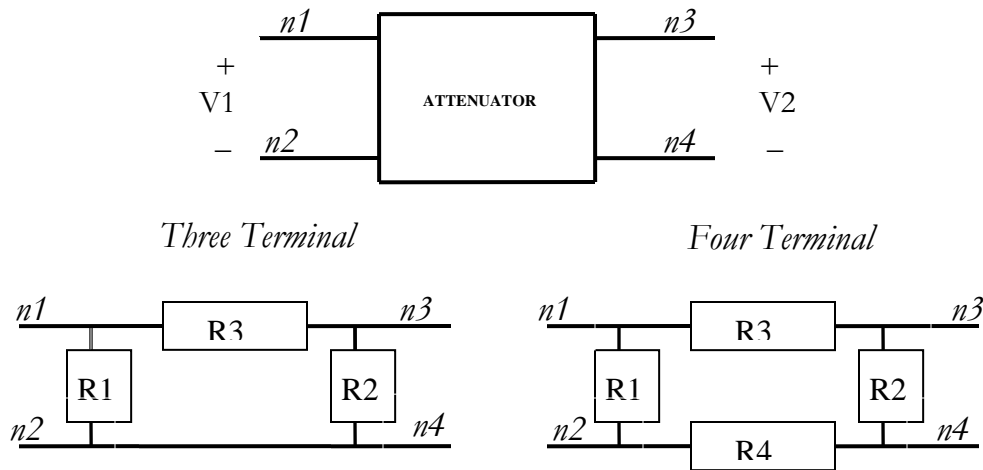 n1 n3
+ +
V1 ATTENUATOR V2
n2 n4
– –
Three Terminal Four Terminal
n1 R3 n3 n1 R3 n3
R1 R2 R1 R2
n2 n4 n2 R4 n4